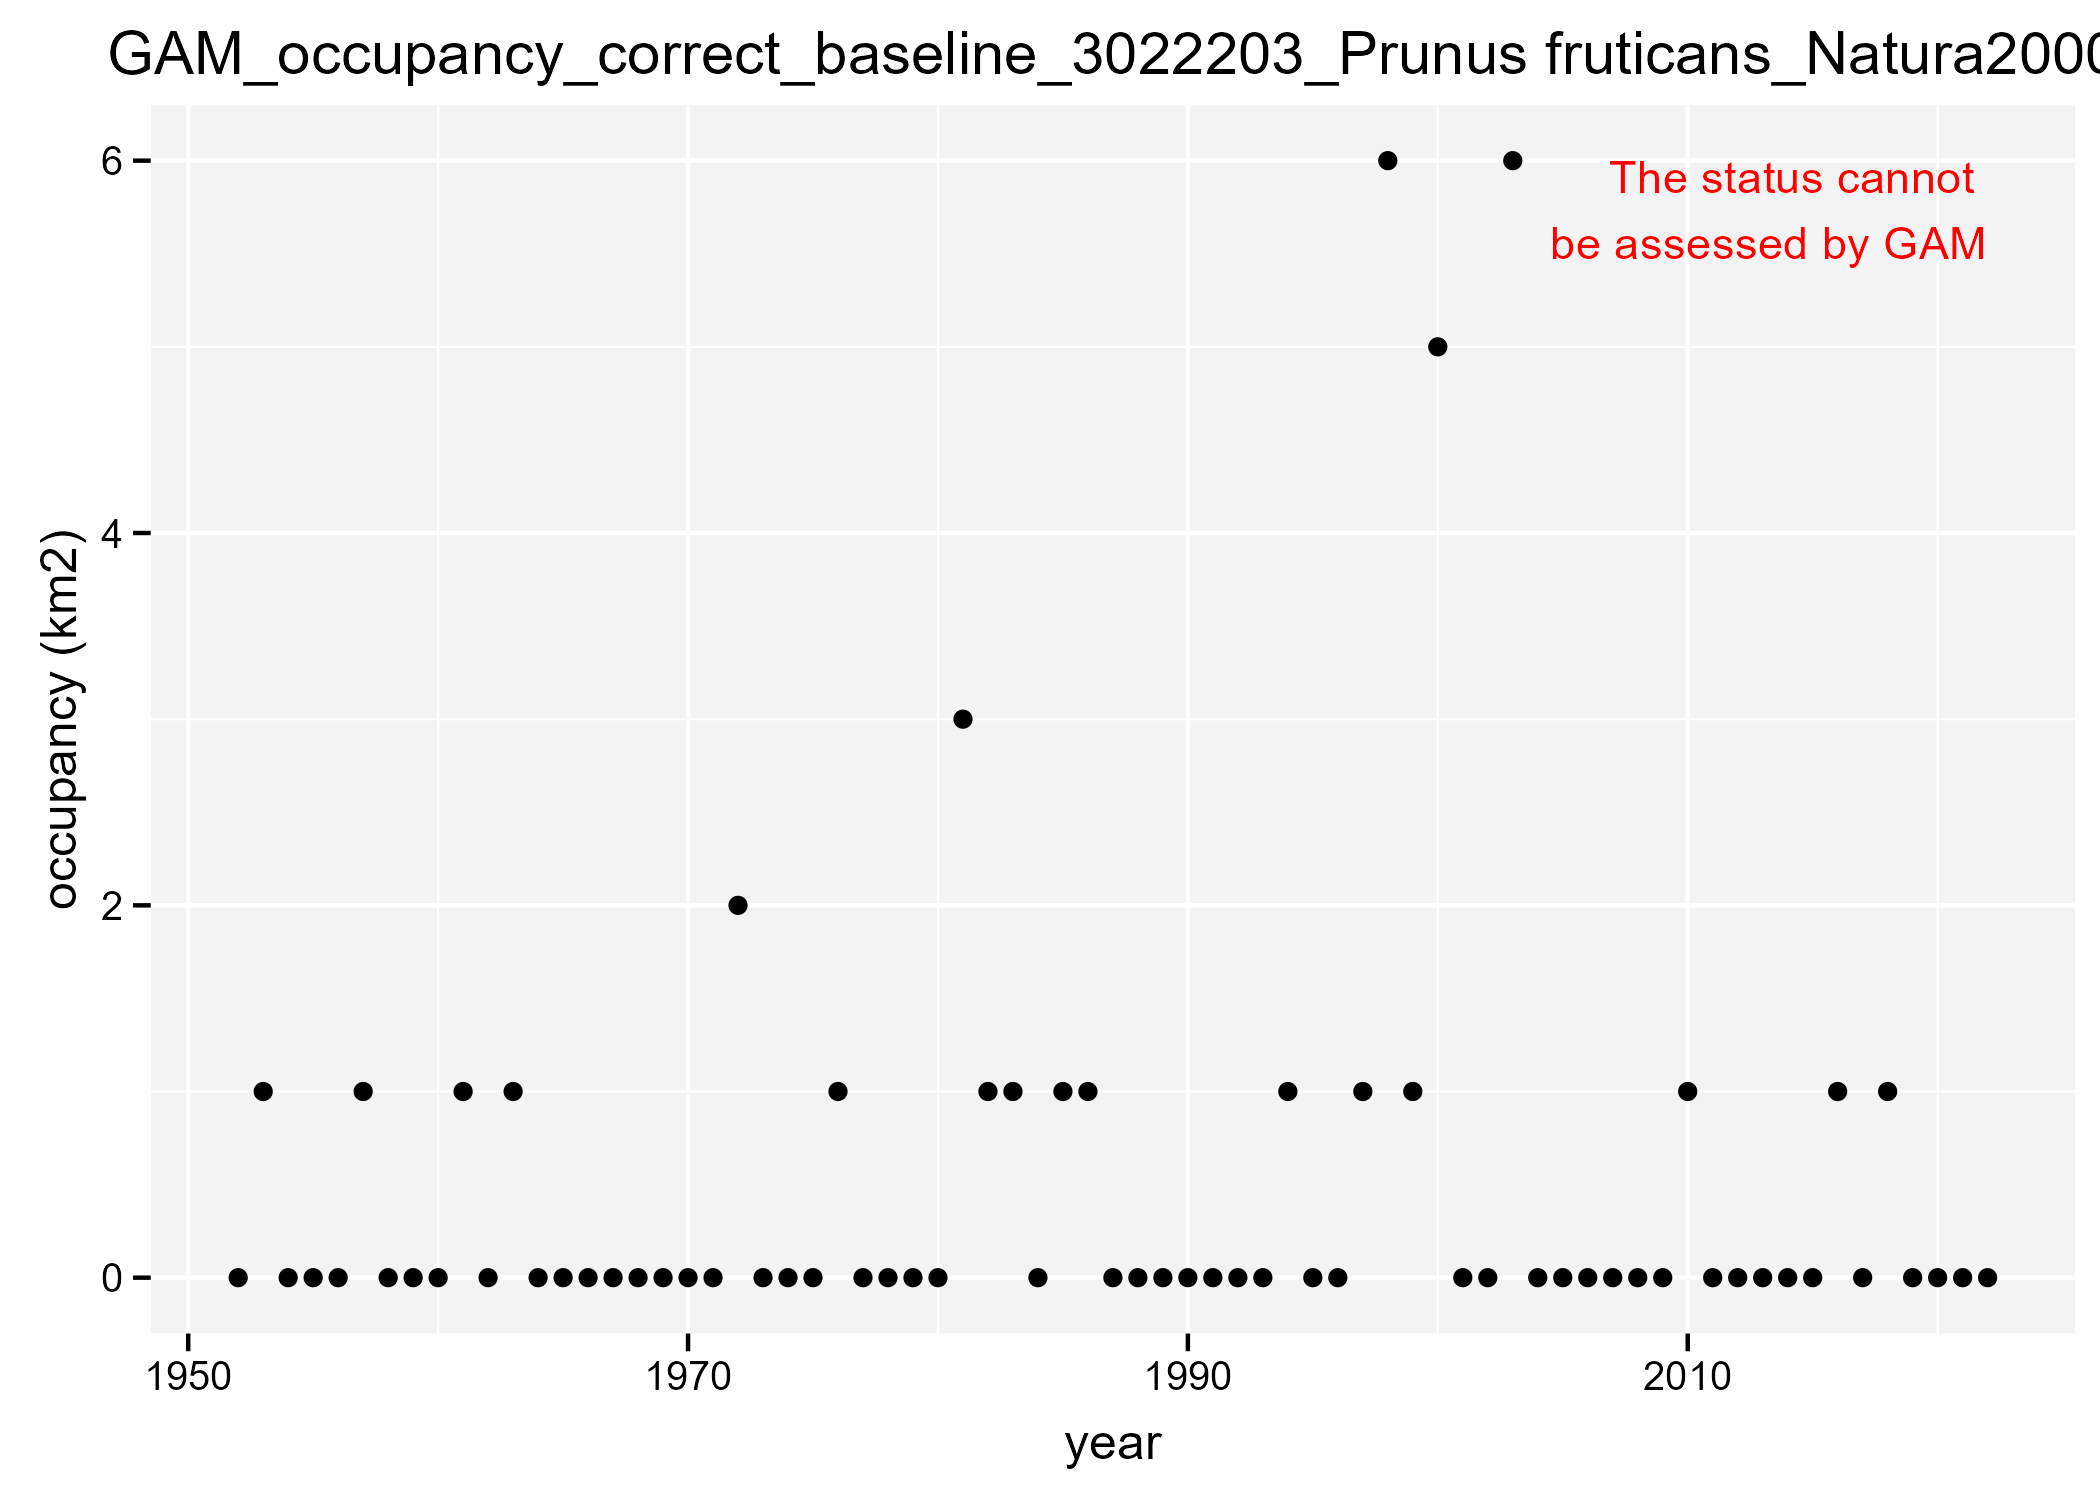 GAM_occupancy_correct_baseline_3022203_Prunus fruticans_Natura2000
The status cannot
be assessed by GAM
6
4
2
0
occupancy (km2)
1950 1970 1990 2010
year